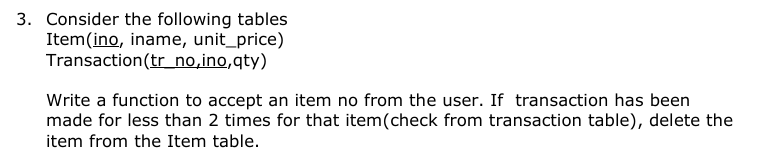 3. Consider the following tables
Item(ino, iname, unit_price)
Transaction(tr_no,ino,qty)
Write a function to accept an item no from the user. If transaction has been
made for less than 2 times for that item(check from transaction table), delete the
item from the Item table.